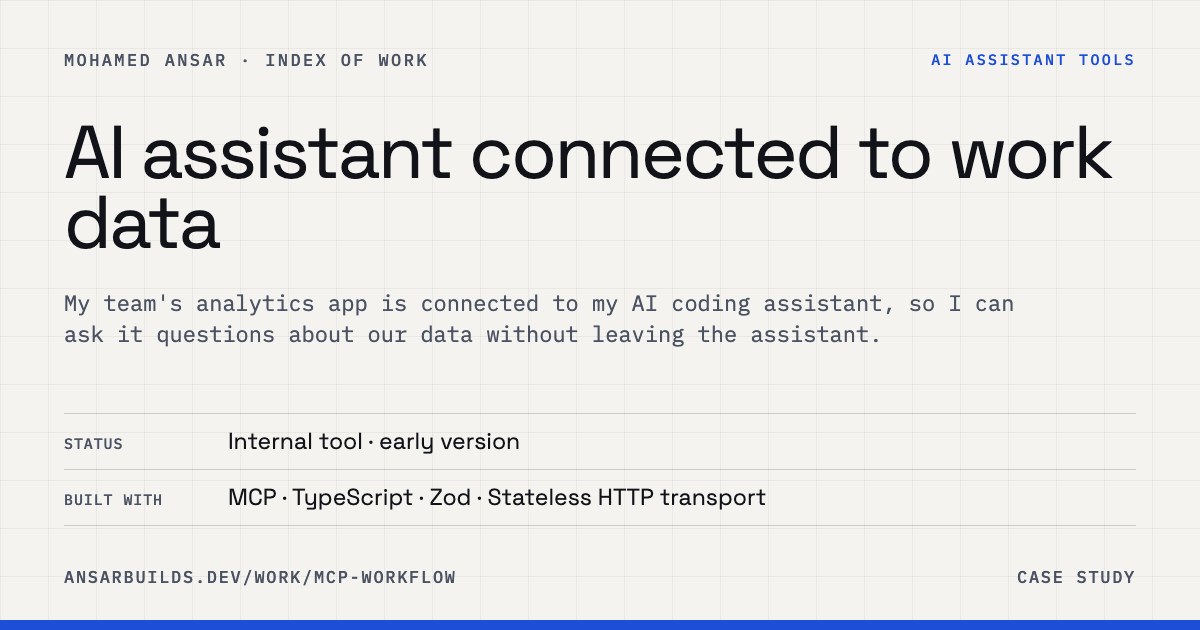 MOHAMED ANSAR · INDEX OF WORK
AI ASSISTANT TOOLS
AI assistant connected to work
data
My team's analytics app is connected to my AI coding assistant, so I can
ask it questions about our data without leaving the assistant.
STATUS
Internal tool · early version
BUILT WITH
MCP · TypeScript · Zod · Stateless HTTP transport
ANSARBUILDS.DEV/WORK/MCP-WORKFLOW
CASE STUDY